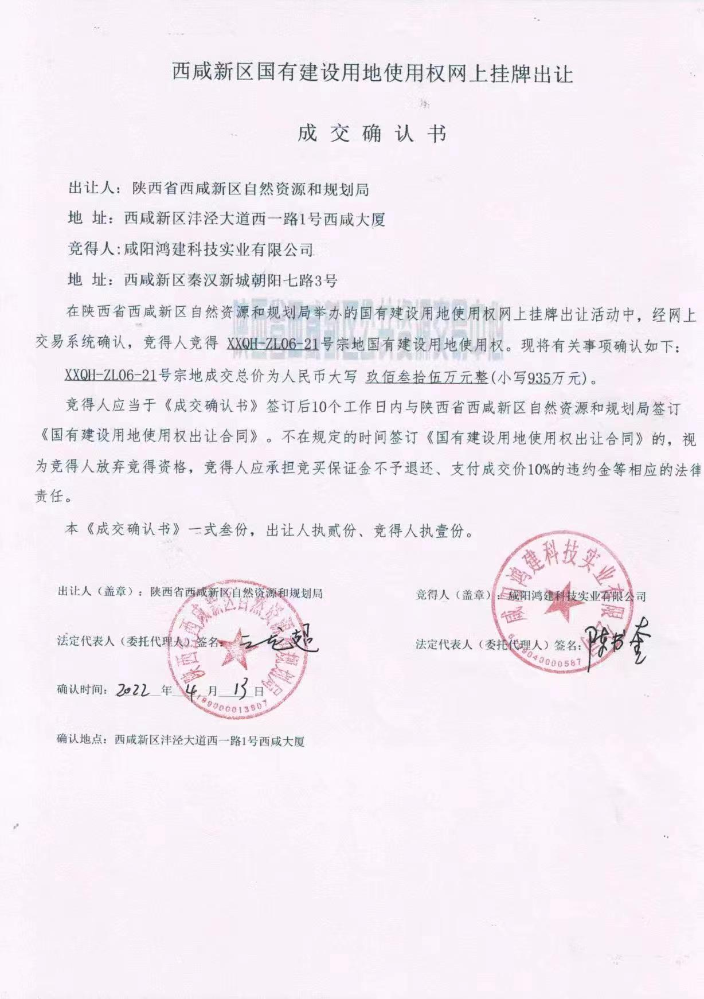 西咸新区国有建设用地使用权网上挂牌出让
成交确认书
出让人：陕西省西咸新区自然资源和规划局
地 址：西咸新区沣泾大道西一路1号西咸大厦
竞得人:咸阳鸿建科技实业有限公司
地 址：西咸新区秦汉新城朝阳七路3号
在陕西省西咸新区自然资源和规划局举办的国有建设用地使用权网上挂牌出让活动中，经网上
交易系统确认，竞得人竞得 XXQH-ZL06-21号宗地国有建设用地使用权。现将有关事项确认如下：
XXQH-ZL06-21号宗地成交总价为人民币大写 玖佰叁拾伍万元整(小写935万元)。
竞得人应当于《成交确认书》签订后10个工作日内与陕西省西咸新区自然资源和规划局签订
《国有建设用地使用权出让合同》。不在规定的时间签订《国有建设用地使用权出让合同》的，视
为竞得人放弃竞得资格，竞得人应承担竞买保证金不予退还、支付成交价10%的违约金等相应的法律
责任。
本《成交确认书》一式叁份，出让人执贰份、竞得人执壹份。
出让人（盖章）：陕西省西咸新区自然资源和规划局
竞得人（盖章）：咸阳鸿建科技实业有限公司
法定代表人（委托代理人）签名：
法定代表人（委托代理人）签名：陈书奎
确认时间：2022年4月13日
确认地点：西咸新区沣泾大道西一路1号西咸大厦
陕西省西咸新区自然资源和规划局
咸阳鸿建科技实业有限公司